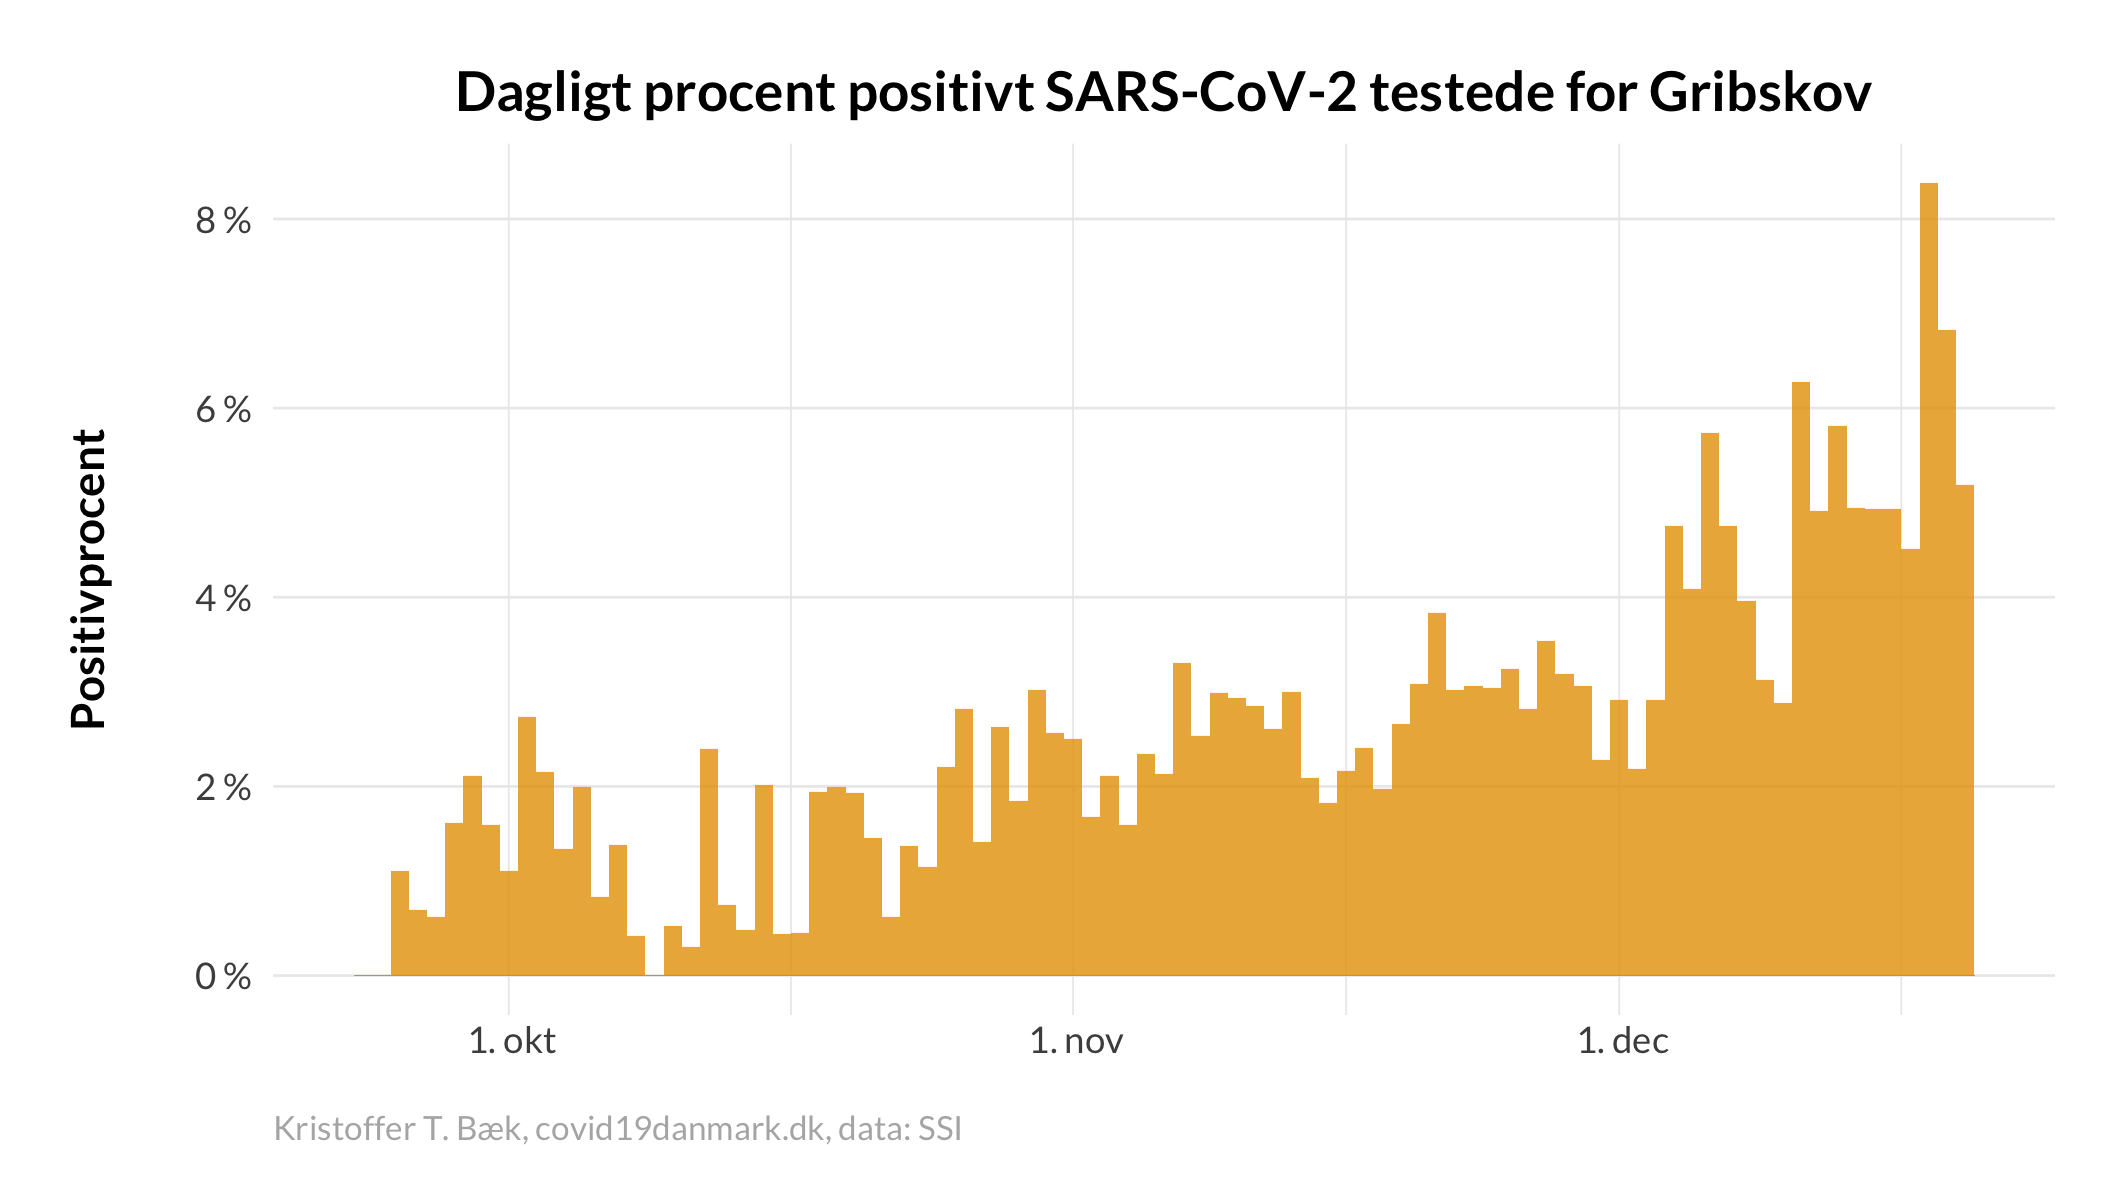 Dagligt procent positivt SARS-CoV-2 testede for Gribskov
Positivprocent
8 %
6 %
4 %
2 %
0 %
1. okt
1. nov
1. dec
Kristoffer T. Bæk, covid19danmark.dk, data: SSI